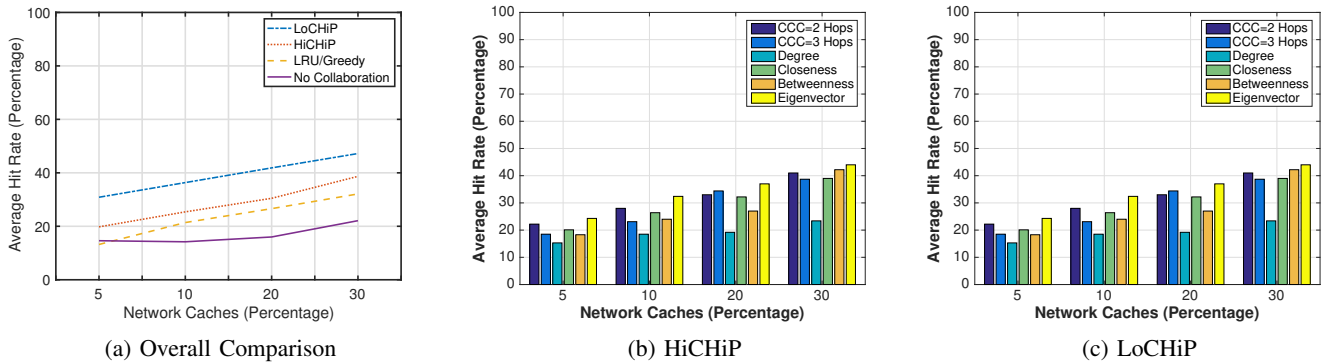 100
80
60
40
20
0
Average Hit Rate (Percentage)
LoCHiP
HiCHiP
LRU/Greedy
No Collaboration
5 10 20 30
Network Caches (Percentage)
(a) Overall Comparison
100
90
80
70
60
50
40
30
20
10
0
Average Hit Rate (Percentage)
CCC=2 Hops
CCC=3 Hops
Degree
Closeness
Betweenness
Eigenvector
5 10 20 30
Network Caches (Percentage)
(b) HiCHiP
100
90
80
70
60
50
40
30
20
10
0
Average Hit Rate (Percentage)
CCC=2 Hops
CCC=3 Hops
Degree
Closeness
Betweenness
Eigenvector
5 10 20 30
Network Caches (Percentage)
(c) LoCHiP